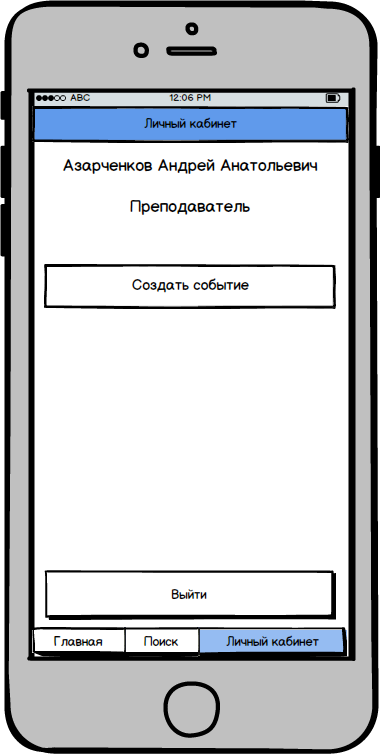 ABC 12:06 PM
Личный кабинет
Азарченков Андрей Анатольевич
Преподаватель
Создать событие
Выйти
Главная Поиск Личный кабинет